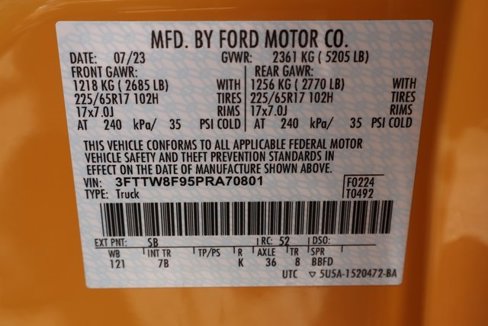 MFD. BY FORD MOTOR CO.
DATE: 07/23 GVWR: 2361 KG ( 5205 LB)
FRONT GAWR: REAR GAWR:
1218 KG ( 2685 LB) WITH 1256 KG ( 2770 LB) WITH
225/65R17 102H TIRES 225/65R17 102H TIRES
17x7.0J RIMS 17x7.0J RIMS
AT 240 kPa/ 35 PSI COLD AT 240 kPa/ 35 PSI COLD
THIS VEHICLE CONFORMS TO ALL APPLICABLE FEDERAL MOTOR
VEHICLE SAFETY AND THEFT PREVENTION STANDARDS IN
EFFECT ON THE DATE OF MANUFACTURE SHOWN ABOVE.
VIN: 3FTTW8F95PRA70801 F0224
TYPE: Truck T0492
EXT PNT: SB RC: 52 DSO:
WB INT TR TP/PS R AXLE TR SPR
121 7B K 36 8 BBFD
UTC ▽ 5U5A-1520472-BA